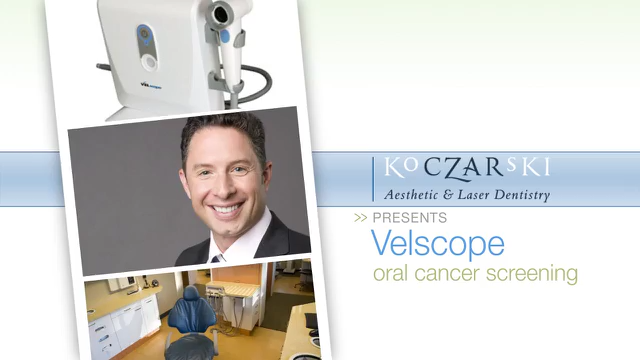 KOCZARSKI
Aesthetic & Laser Dentistry
>> PRESENTS
Velscope
oral cancer screening